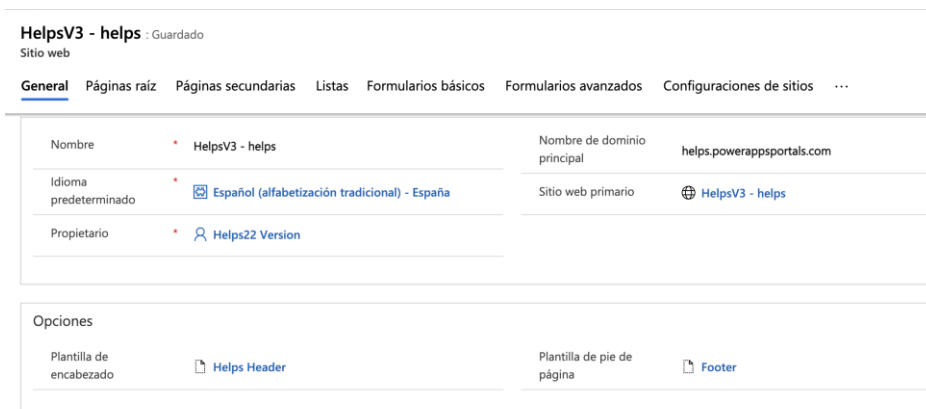 HelpsV3 - helps : Guardado
Sitio web
General Páginas raíz Páginas secundarias Listas Formularios básicos Formularios avanzados Configuraciones de sitios ...
Nombre * HelpsV3 - helps
Nombre de dominio
principal
helps.powerappsportals.com
Idioma
predeterminado
* Español (alfabetización tradicional) - España
Sitio web primario HelpsV3 - helps
Propietario * Helps22 Version
Opciones
Plantilla de
encabezado
Helps Header
Plantilla de pie de
página
Footer